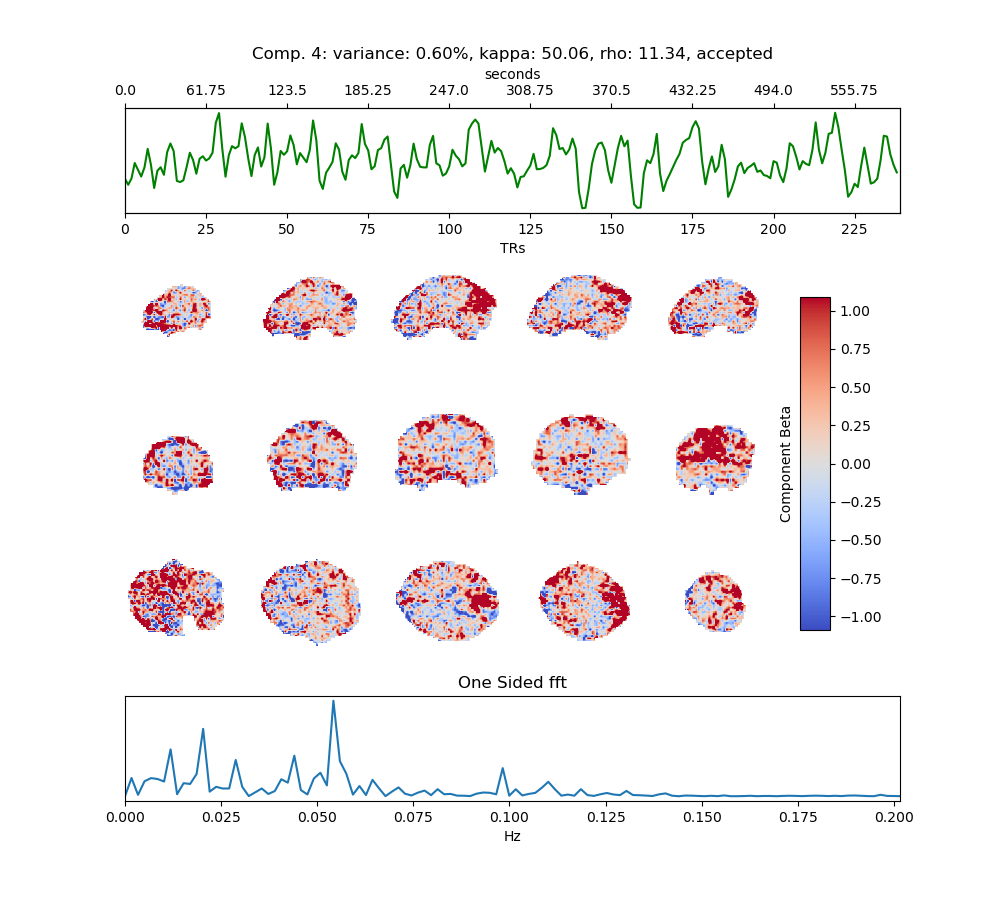 Comp. 4: variance: 0.60%, kappa: 50.06, rho: 11.34, accepted
seconds
0.0 61.75 123.5 185.25 247.0 308.75 370.5 432.25 494.0 555.75
0 25 50 75 100 125 150 175 200 225
TRs
Component Beta
1.00
0.75
0.50
0.25
0.00
−0.25
−0.50
−0.75
−1.00
One Sided fft
0.000 0.025 0.050 0.075 0.100 0.125 0.150 0.175 0.200
Hz